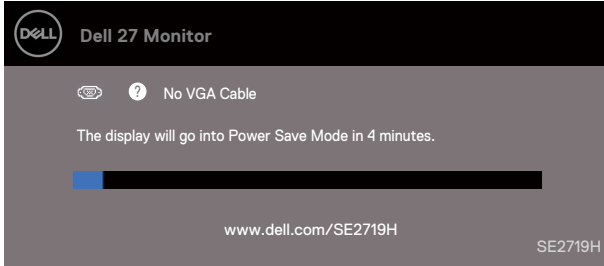 DELL
Dell 27 Monitor
? No VGA Cable
The display will go into Power Save Mode in 4 minutes.
www.dell.com/SE2719H
SE2719H